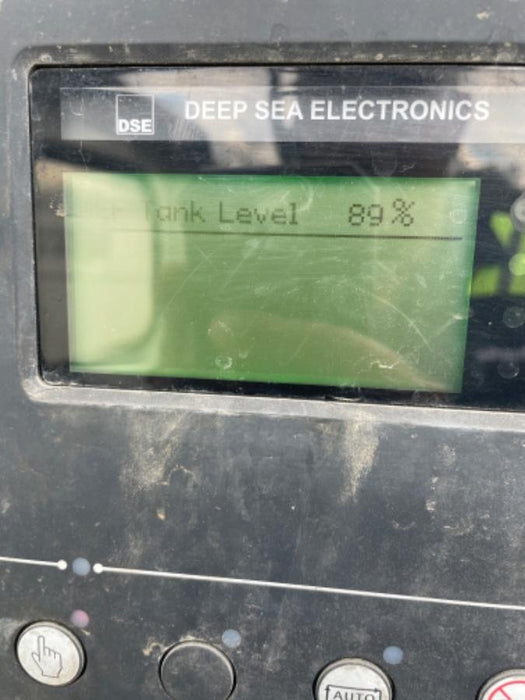 DSE
DEEP SEA ELECTRONICS
Tank Level 89%
AUTO